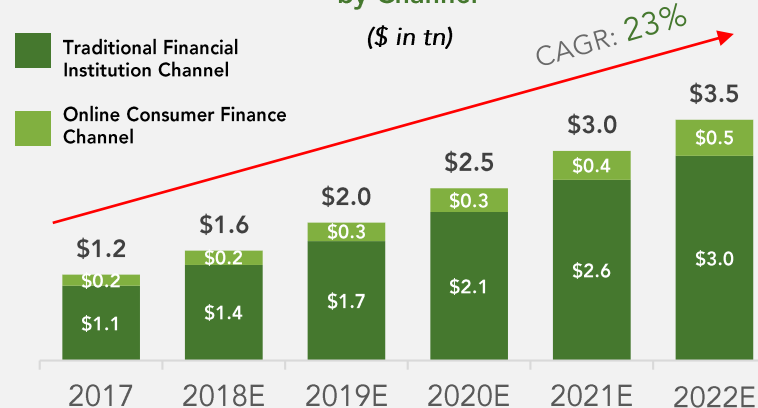 by Channel
($ in tn)
Traditional Financial
Institution Channel
Online Consumer Finance
Channel
CAGR: 23%
$1.2
$1.6
$2.0
$2.5
$3.0
$3.5
$0.2
$0.2
$0.3
$0.3
$0.4
$0.5
$1.1
$1.4
$1.7
$2.1
$2.6
$3.0
2017
2018E
2019E
2020E
2021E
2022E